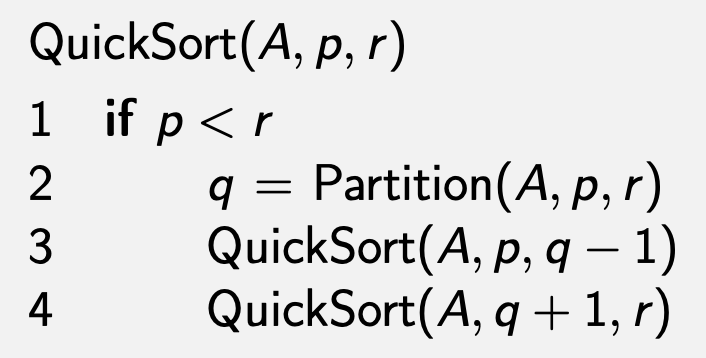 QuickSort(A, p, r)
1 if p < r
2 q = Partition(A, p, r)
3 QuickSort(A, p, q − 1)
4 QuickSort(A, q + 1, r)